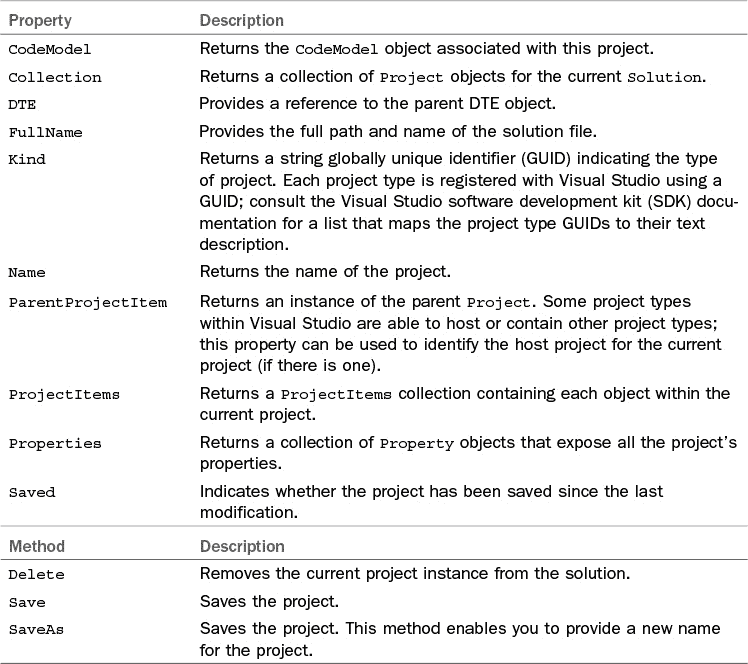 Property Description
CodeModel Returns the CodeModel object associated with this project.
Collection Returns a collection of Project objects for the current Solution.
DTE Provides a reference to the parent DTE object.
FullName Provides the full path and name of the solution file.
Kind Returns a string globally unique identifier (GUID) indicating the type
of project. Each project type is registered with Visual Studio using a
GUID; consult the Visual Studio software development kit (SDK) docu-
mentation for a list that maps the project type GUIDs to their text
description.
Name Returns the name of the project.
ParentProjectItem Returns an instance of the parent Project. Some project types
within Visual Studio are able to host or contain other project types;
this property can be used to identify the host project for the current
project (if there is one).
ProjectItems Returns a ProjectItems collection containing each object within the
current project.
Properties Returns a collection of Property objects that expose all the project’s
properties.
Saved Indicates whether the project has been saved since the last
modification.
Method Description
Delete Removes the current project instance from the solution.
Save Saves the project.
SaveAs Saves the project. This method enables you to provide a new name
for the project.